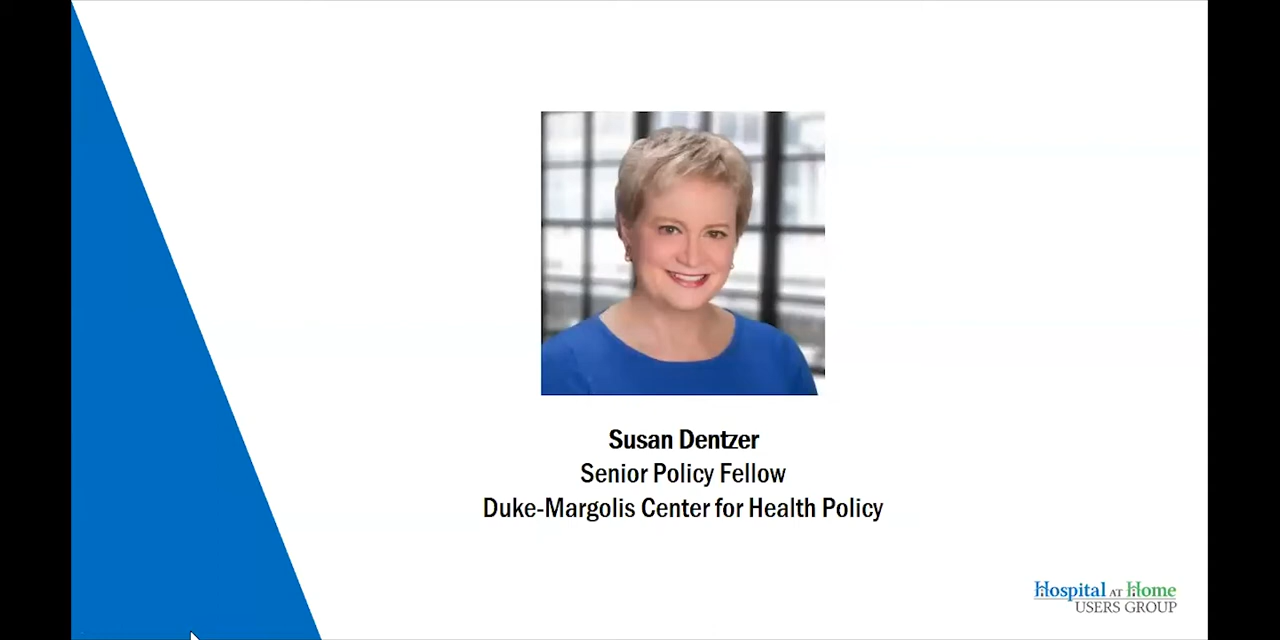 Susan Dentzer
Senior Policy Fellow
Duke-Margolis Center for Health Policy
Hospital AT Home
USERS GROUP